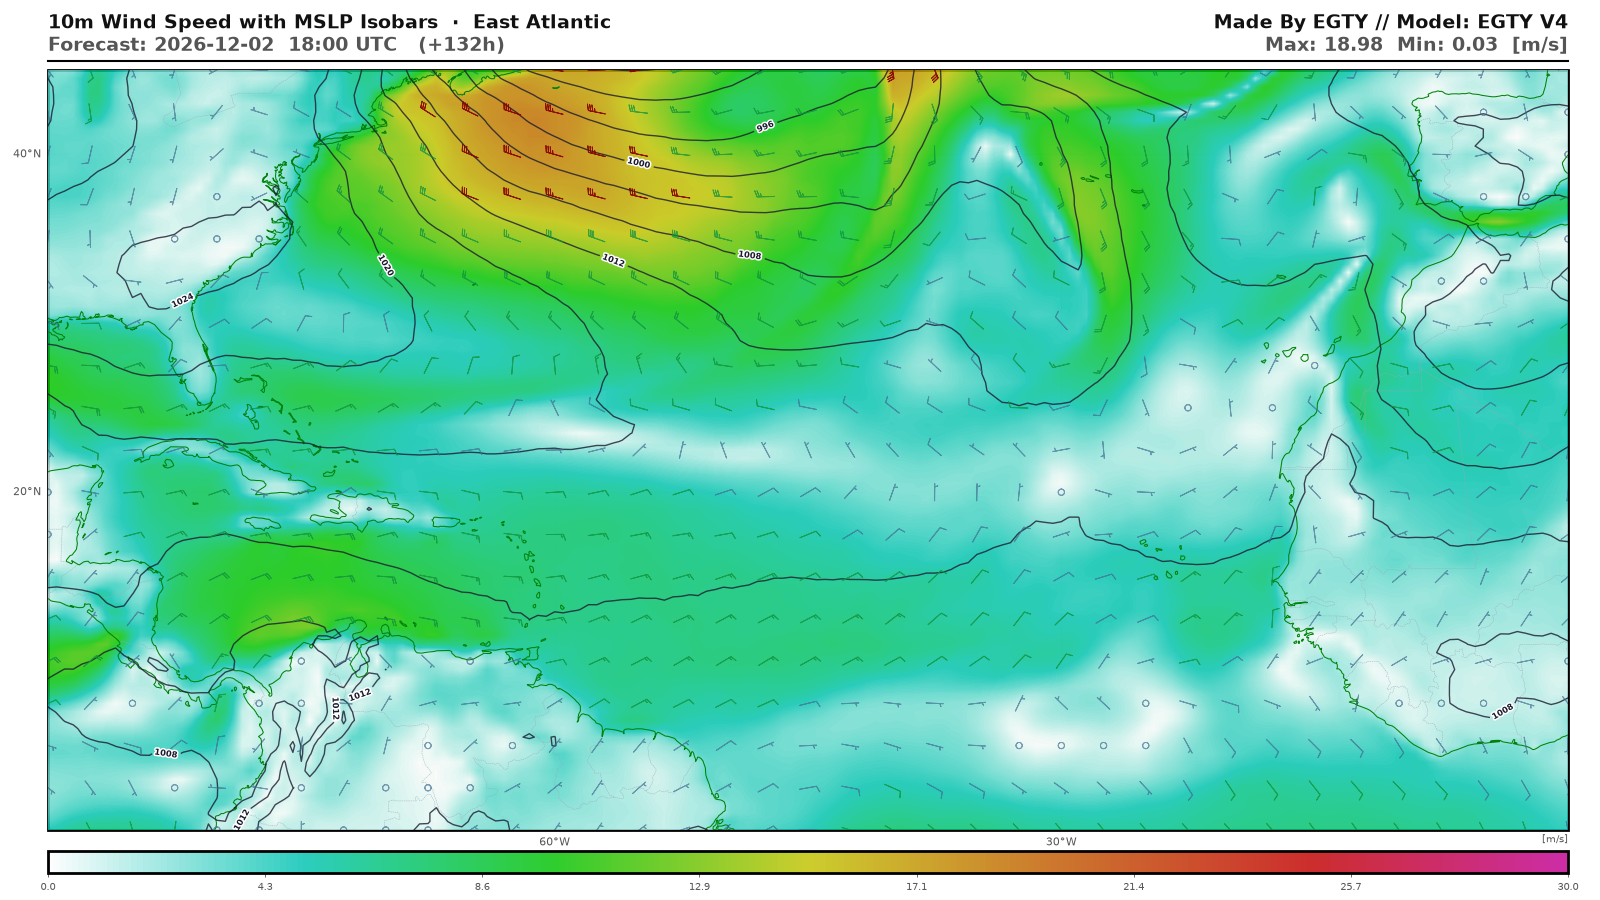 10m Wind Speed with MSLP Isobars · East Atlantic
Made By EGTY // Model: EGTY V4
Forecast: 2026-12-02 18:00 UTC (+132h)
Max: 18.98 Min: 0.03 [m/s]
996
40°N
1000
1008
1012
1020
1024
20°N
1012
1012
1008
1008
1012
60°W
30°W
[m/s]
0.0
4.3
8.6
12.9
17.1
21.4
25.7
30.0